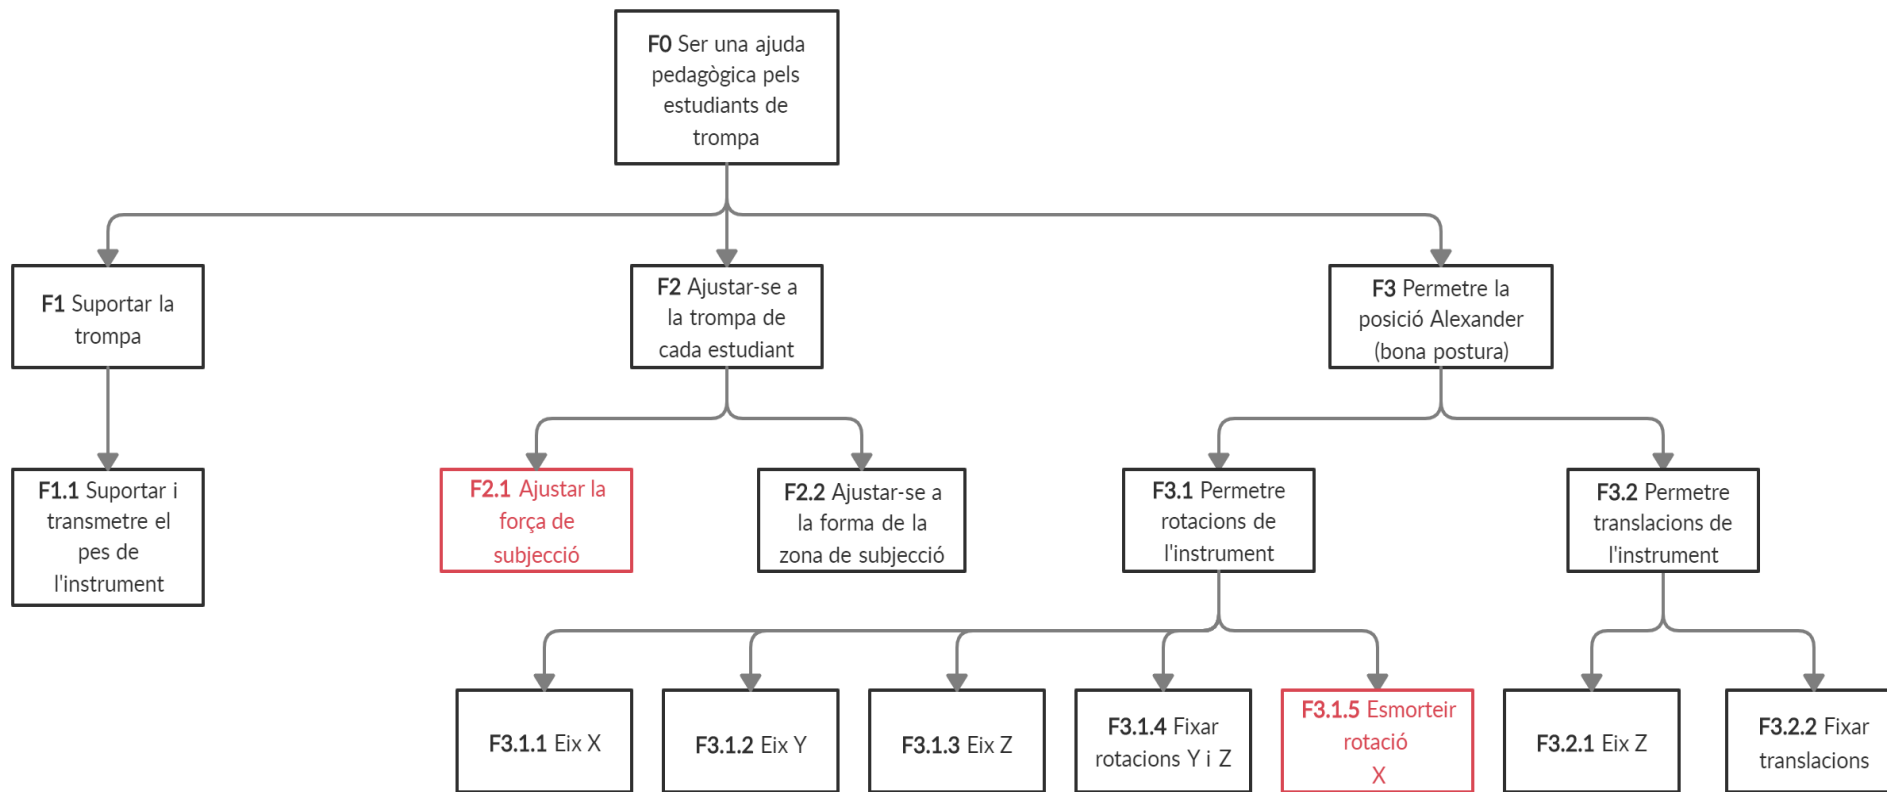 F0 Ser una ajuda
pedagògica pels
estudiants de
trompa
F1 Suportar la
trompa
F2 Ajustar-se a
la trompa de
cada estudiant
F3 Permetre la
posició Alexander
(bona postura)
F1.1 Suportar i
transmetre el
pes de
l'instrument
F2.1 Ajustar la
força de
subjecció
F2.2 Ajustar-se a
la forma de la
zona de subjecció
F3.1 Permetre
rotacions de
l'instrument
F3.2 Permetre
translacions de
l'instrument
F3.1.1 Eix X
F3.1.2 Eix Y
F3.1.3 Eix Z
F3.1.4 Fixar
rotacions Y i Z
F3.1.5 Esmorteir
rotació
X
F3.2.1 Eix Z
F3.2.2 Fixar
translacions